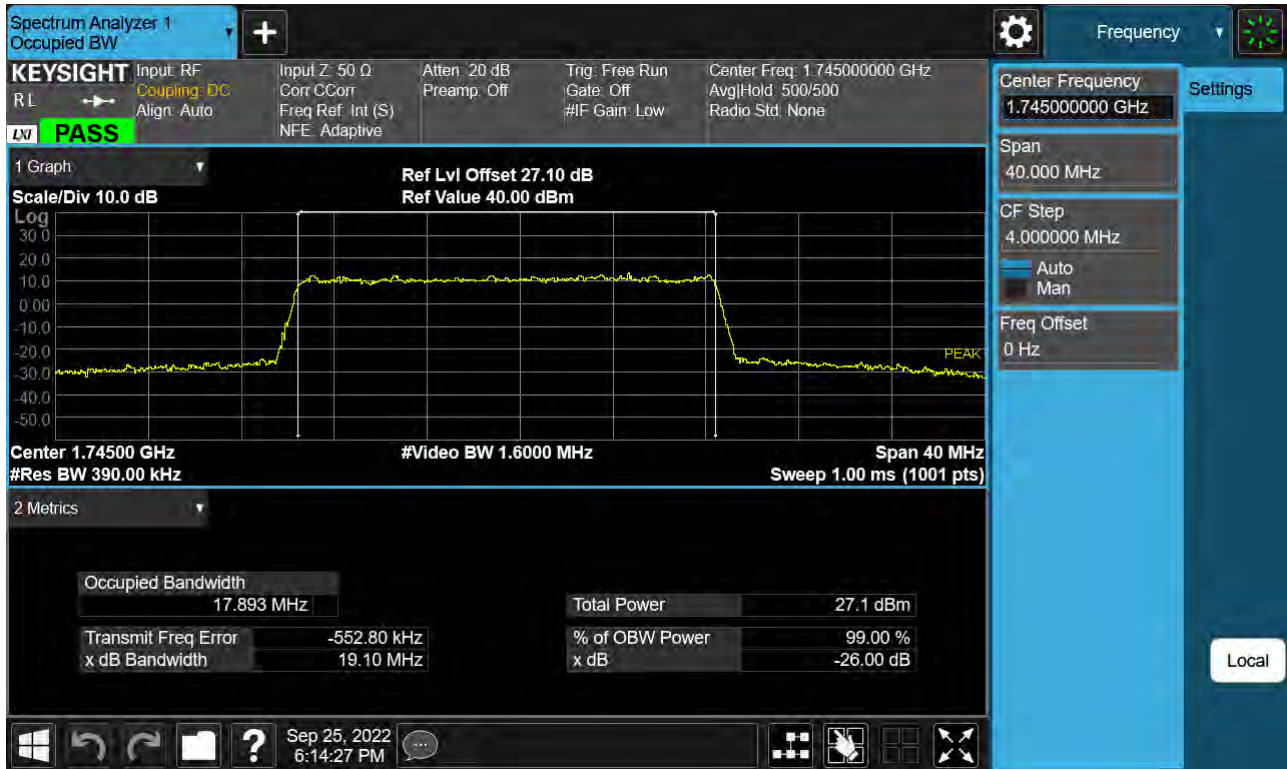 Spectrum Analyzer 1
Occupied BW
+
Frequency
KEYSIGHT
RL
LXI PASS
Input: RF
Coupling: DC
Align: Auto
Input Z: 50 Ω
Corr CCorr
Freq Ref: Int (S)
NFE: Adaptive
Atten: 20 dB
Preamp: Off
Trig: Free Run
Gate: Off
#IF Gain: Low
Center Freq: 1.745000000 GHz
Avg|Hold: 500/500
Radio Std: None
1 Graph
Scale/Div 10.0 dB
Ref Lvl Offset 27.10 dB
Ref Value 40.00 dBm
Log
30.0
20.0
10.0
0.00
-10.0
-20.0
-30.0
-40.0
-50.0
PEAK
Center 1.74500 GHz
#Video BW 1.6000 MHz
Span 40 MHz
#Res BW 390.00 kHz
Sweep 1.00 ms (1001 pts)
2 Metrics
Occupied Bandwidth
17.893 MHz
Total Power 27.1 dBm
Transmit Freq Error -552.80 kHz
% of OBW Power 99.00 %
x dB Bandwidth 19.10 MHz
x dB -26.00 dB
Center Frequency
1.745000000 GHz
Settings
Span
40.000 MHz
CF Step
4.000000 MHz
Auto
Man
Freq Offset
0 Hz
Local
?
Sep 25, 2022
6:14:27 PM